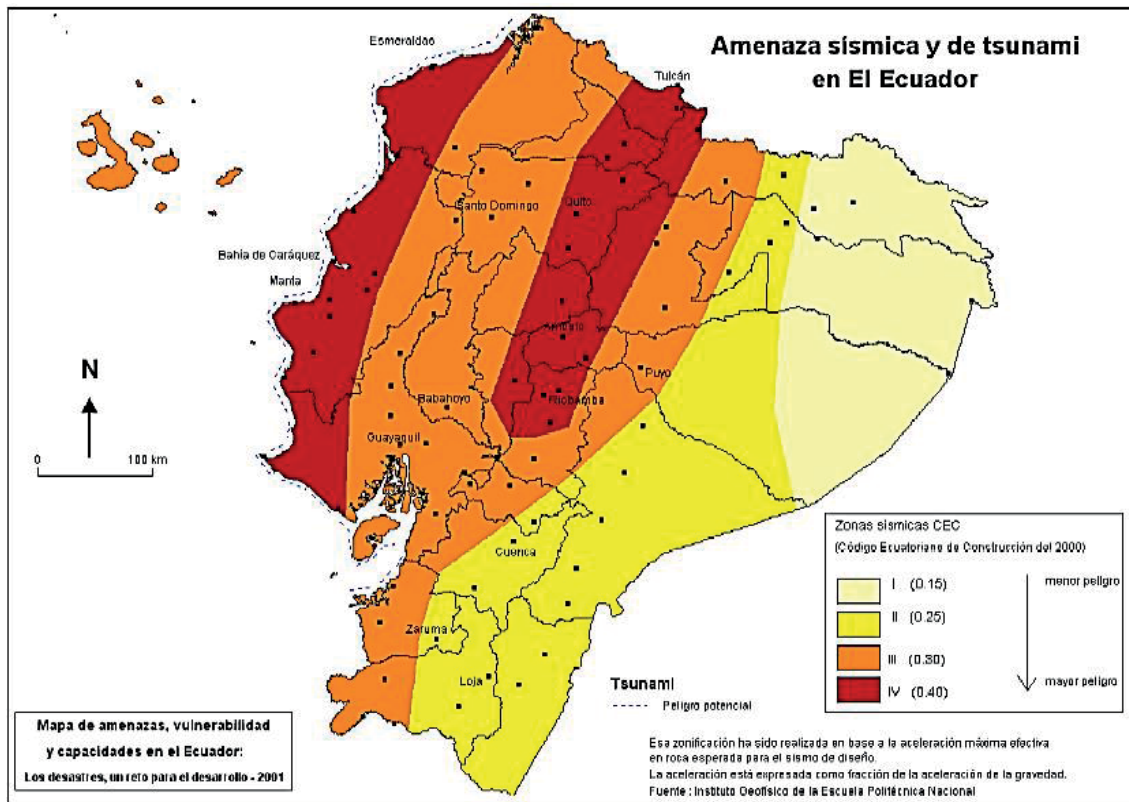 Amenaza sísmica y de tsunami
en El Ecuador
Esmeraldas
Tulcán
Santo Domingo
Quito
Bahía de Caráquez
Manta
Ambato
Puyo
Riobamba
Babahoyo
Guayaquil
Cuenca
Zaruma
Loja
N
0 100 km
Zonas sísmicas CEC
(Código Ecuatoriano de Construcción del 2000)
I (0.15)
II (0.25)
III (0.30)
IV (0.40)
menor peligro
mayor peligro
Tsunami
Peligro potencial
Mapa de amenazas, vulnerabilidad
y capacidades en el Ecuador:
Los desastres, un reto para el desarrollo - 2001
Esa zonificación ha sido realizada en base a la aceleración máxima efectiva
en roca esperada para el sismo de diseño.
La aceleración está expresada como fracción de la aceleración de la gravedad.
Fuente : Instituto Geofísico de la Escuela Politécnica Nacional